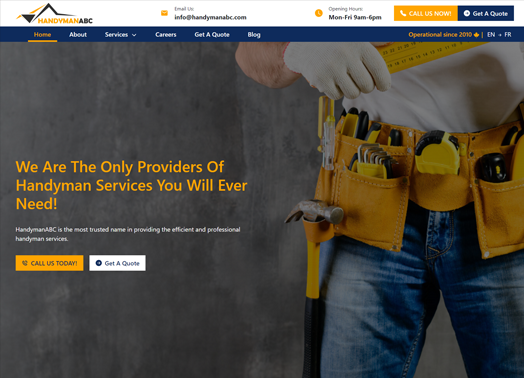 HANDYMANABC
Email Us:
info@handymanabc.com
Opening Hours:
Mon-Fri 9am-6pm
CALL US NOW!
Get A Quote
Home
About
Services
Careers
Get A Quote
Blog
Operational since 2010
|
EN → FR
We Are The Only Providers Of
Handyman Services You Will Ever
Need!
HandymanABC is the most trusted name in providing the efficient and professional
handyman services.
CALL US TODAY!
Get A Quote